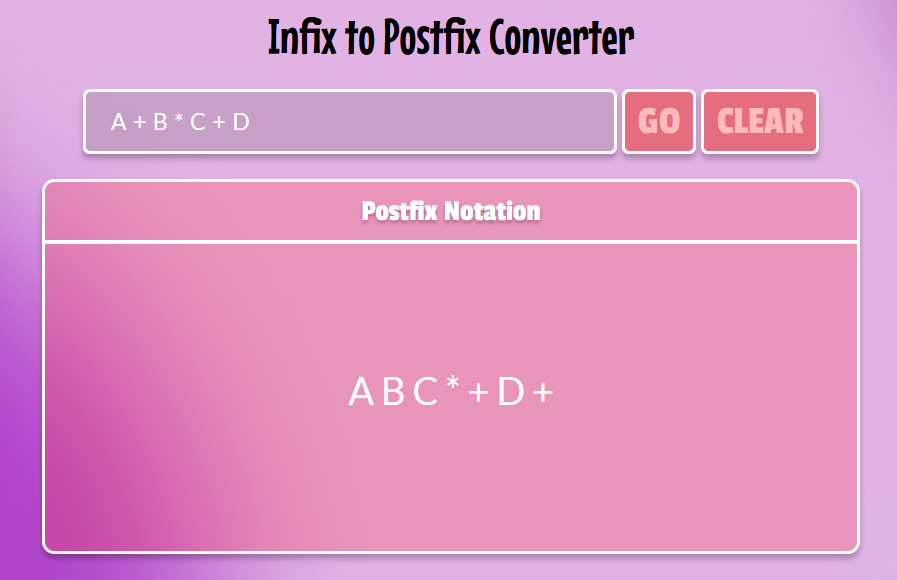 Infix to Postfix Converter
A + B * C + D
GO
CLEAR
Postfix Notation
A B C * + D +